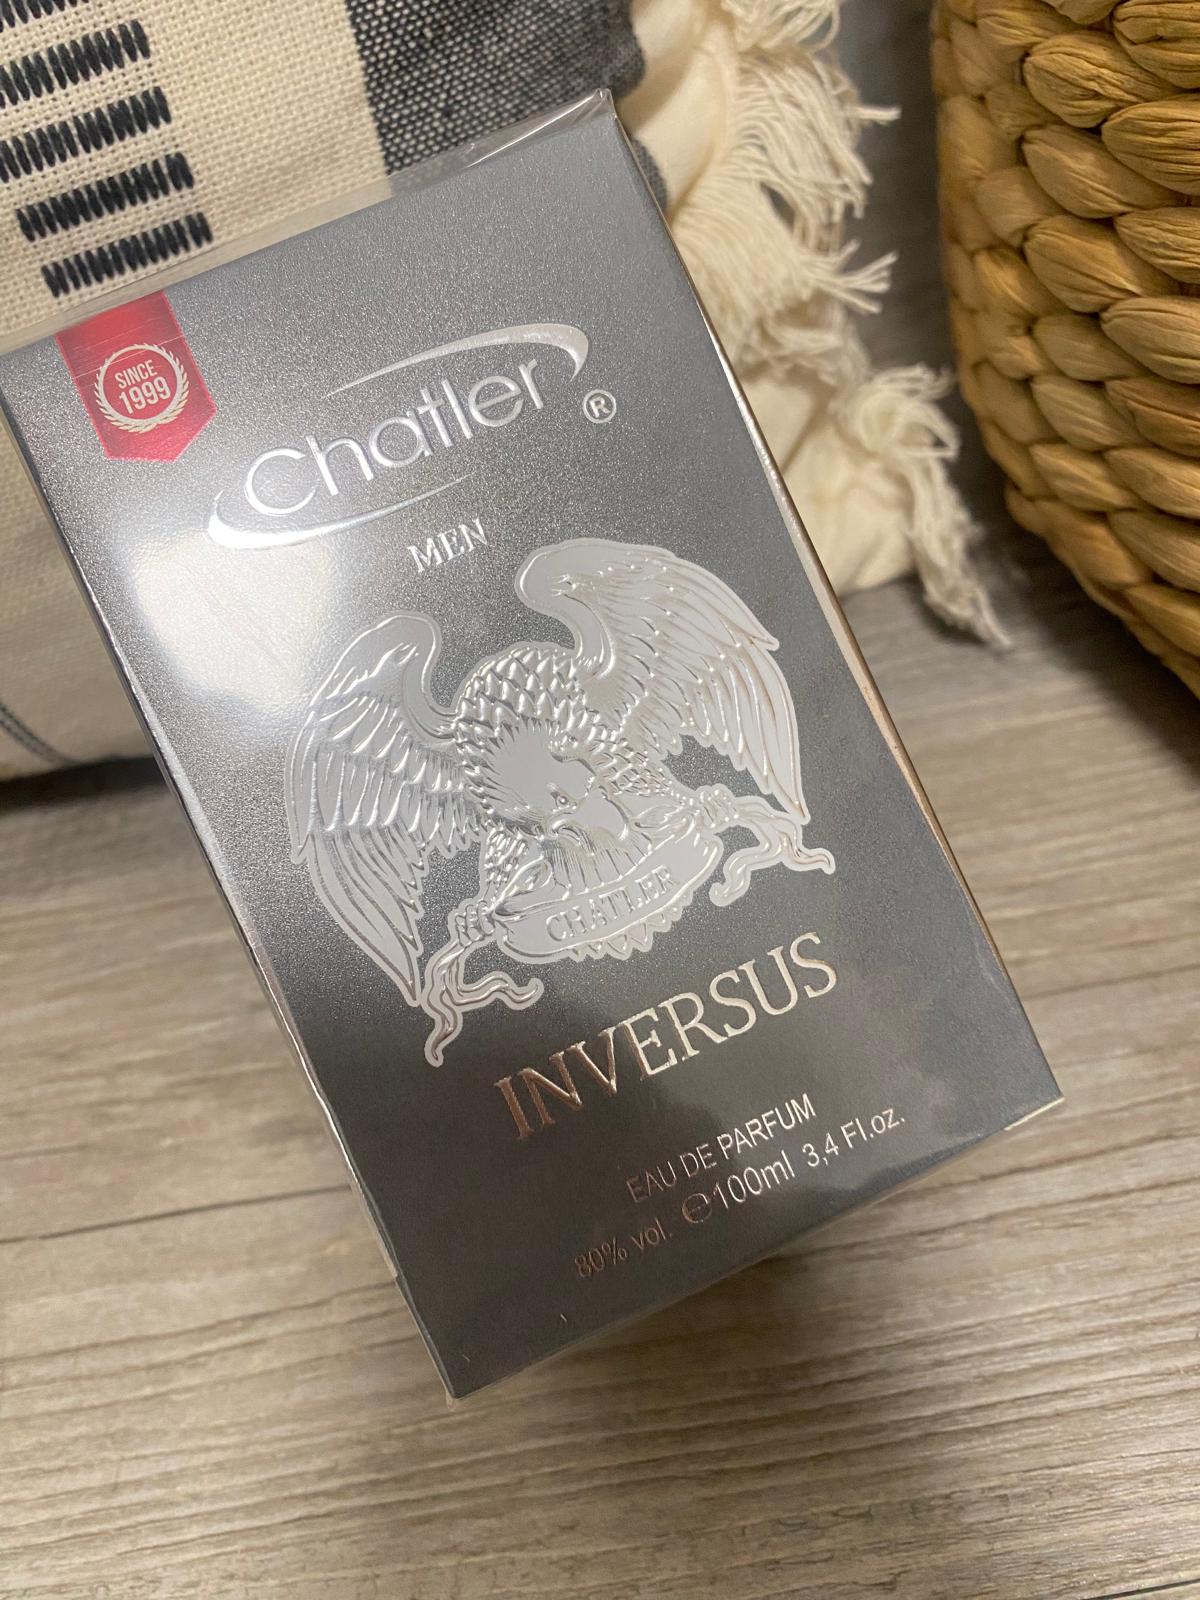 SINCE
1999
Chatler®
MEN
CHATLER
INVERSUS
EAU DE PARFUM
80% vol. ℮100ml 3,4 Fl.oz.